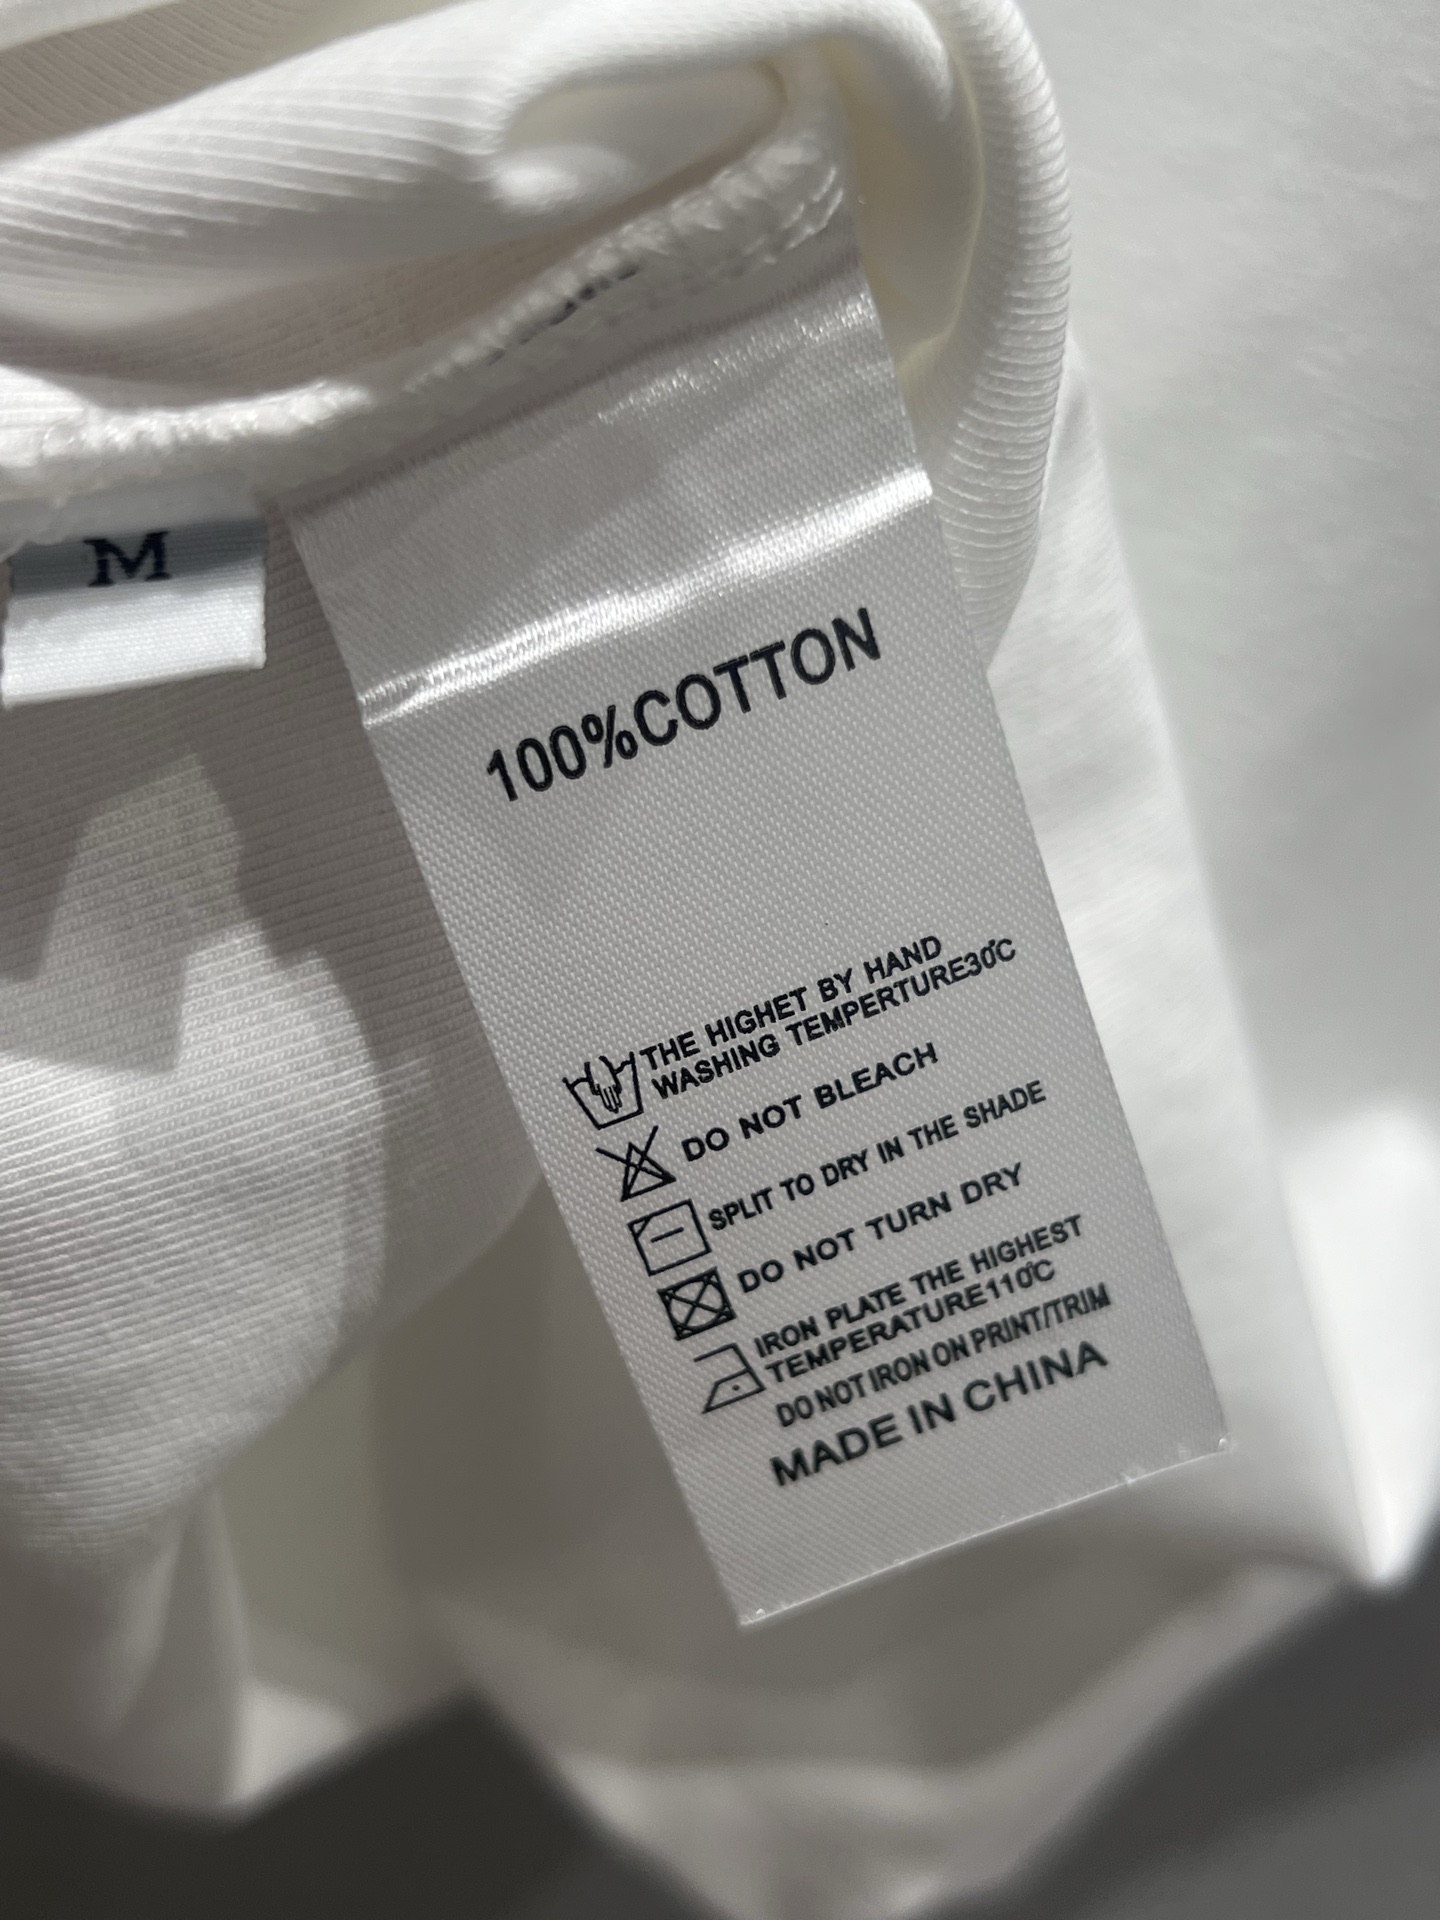 M
100%COTTON
THE HIGHET BY HAND
WASHING TEMPERTURE30℃
DO NOT BLEACH
SPLIT TO DRY IN THE SHADE
DO NOT TURN DRY
IRON PLATE THE HIGHEST
TEMPERATURE110℃
DO NOT IRON ON PRINT/TRIM
MADE IN CHINA